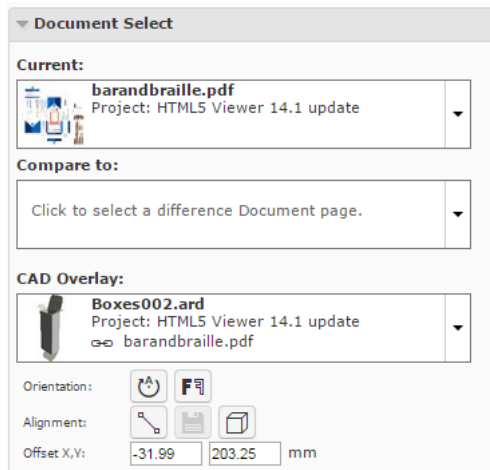 Document Select
Current:
barandbraille.pdf
Project: HTML5 Viewer 14.1 update
Compare to:
Click to select a difference Document page.
CAD Overlay:
Boxes002.ard
Project: HTML5 Viewer 14.1 update
barandbraille.pdf
Orientation:
Alignment:
Offset X,Y: -31.99 203.25 mm